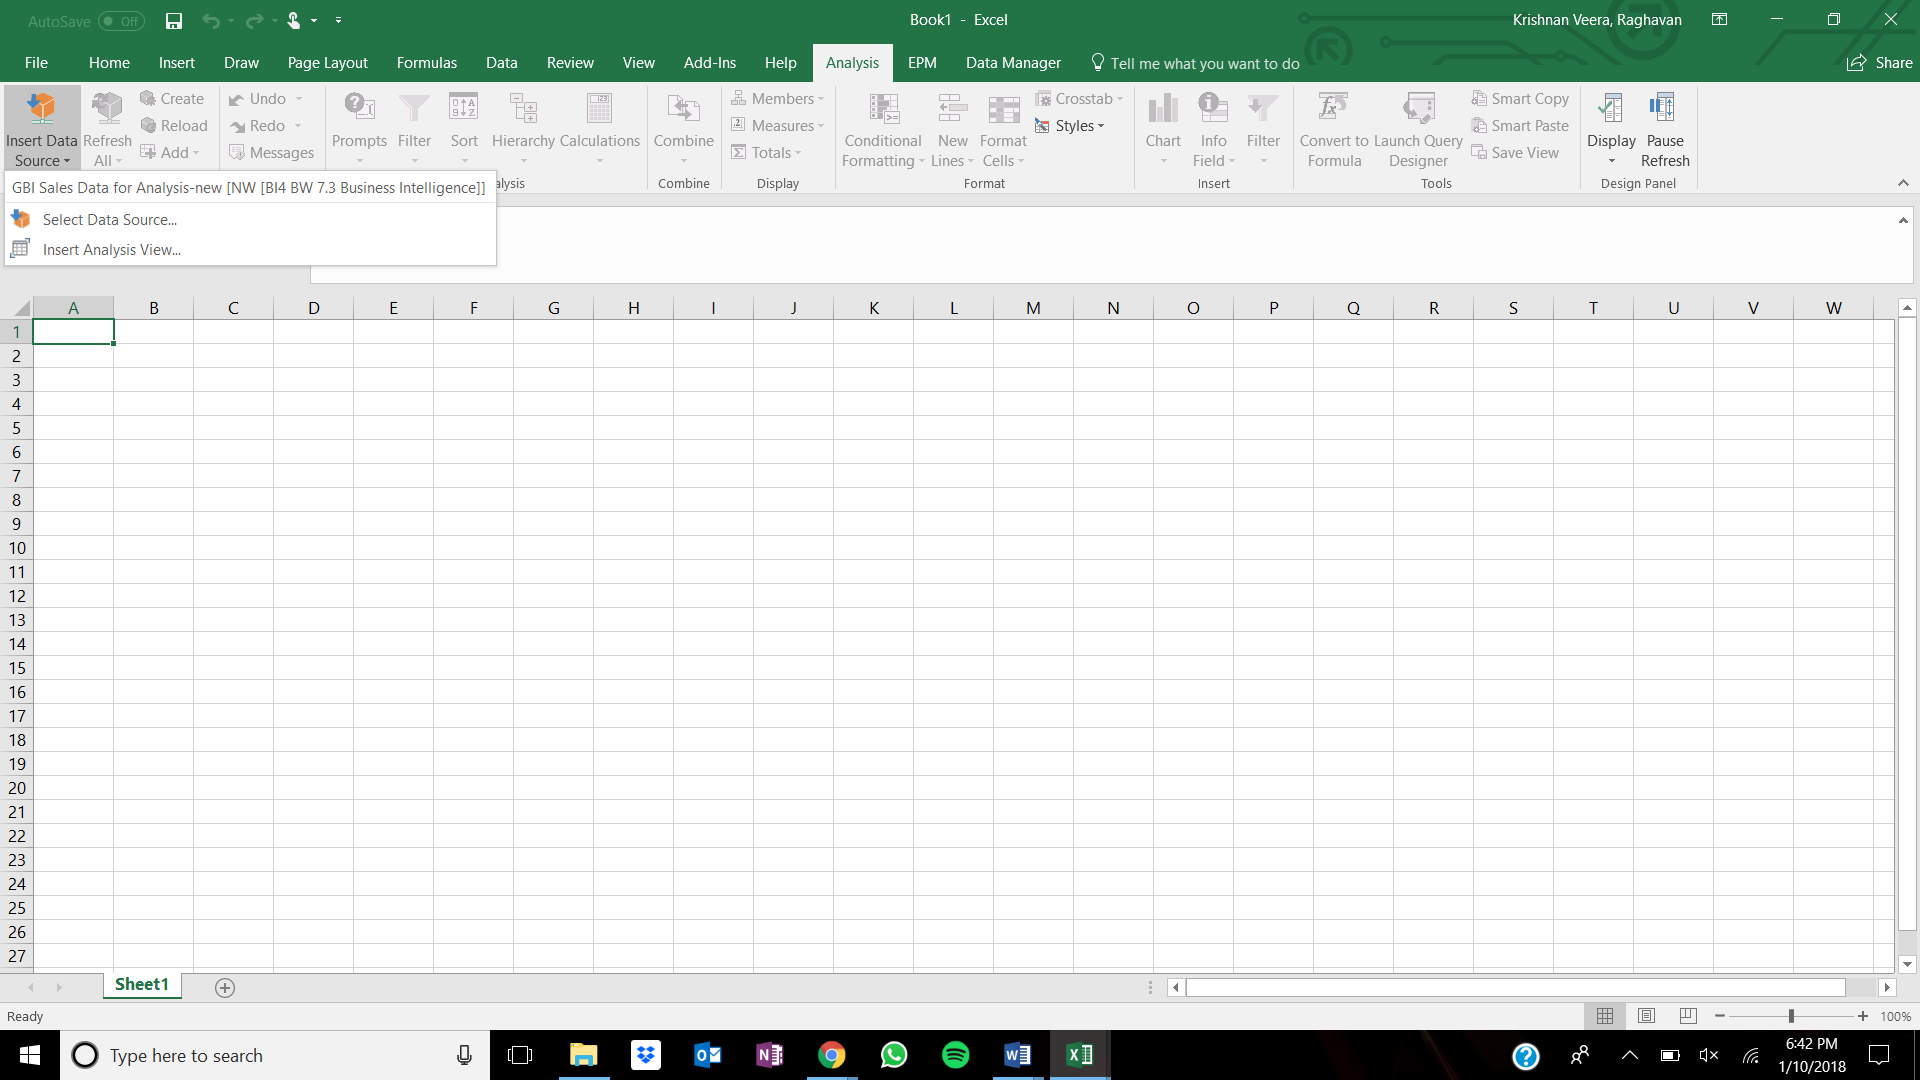 AutoSave Off
Book1 - Excel
Krishnan Veera, Raghavan
File Home Insert Draw Page Layout Formulas Data Review View Add-Ins Help Analysis EPM Data Manager Tell me what you want to do Share
Insert Data Source
Refresh All
Create
Reload
Add
Undo
Redo
Messages
Prompts
Filter
Sort
Hierarchy
Calculations
Combine
Members
Measures
Totals
Conditional Formatting
New Lines
Format Cells
Crosstab
Styles
Chart
Info Field
Filter
Convert to Formula
Launch Query Designer
Smart Copy
Smart Paste
Save View
Display
Pause Refresh
alysis Combine Display Format Insert Tools Design Panel
GBI Sales Data for Analysis-new [NW [BI4 BW 7.3 Business Intelligence]]
Select Data Source...
Insert Analysis View...
A B C D E F G H I J K L M N O P Q R S T U V W
1
2
3
4
5
6
7
8
9
10
11
12
13
14
15
16
17
18
19
20
21
22
23
24
25
26
27
Sheet1
Ready
100%
Type here to search
6:42 PM
1/10/2018